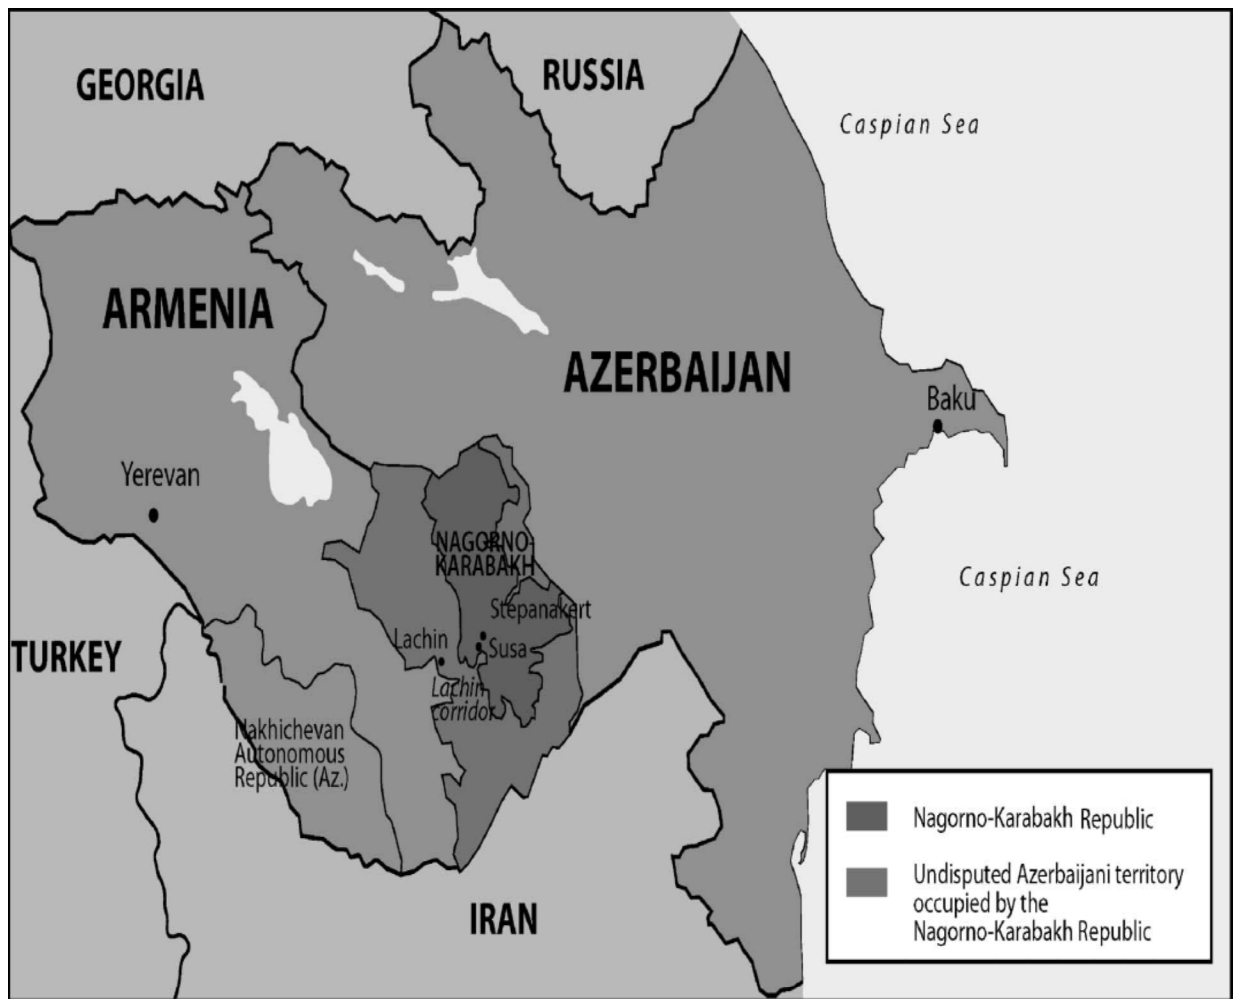 GEORGIA
RUSSIA
Caspian Sea
ARMENIA
AZERBAIJAN
Baku
Yerevan
NAGORNO-
KARABAKH
Caspian Sea
Stepanakert
Lachin
Susa
TURKEY
Lachin
corridor
Nakhichevan
Autonomous
Republic (Az.)
IRAN
Nagorno-Karabakh Republic
Undisputed Azerbaijani territory
occupied by the
Nagorno-Karabakh Republic